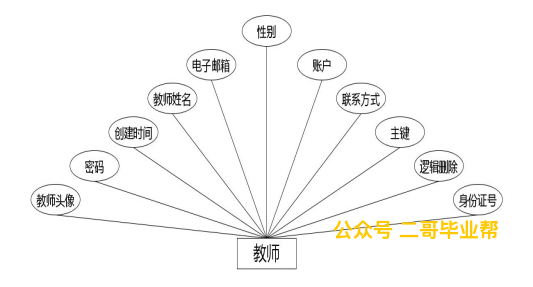 性别
电子邮箱
账户
教师姓名
联系方式
创建时间
主键
密码
逻辑删除
教师头像
身份证号
公众号 二哥毕业帮
教师